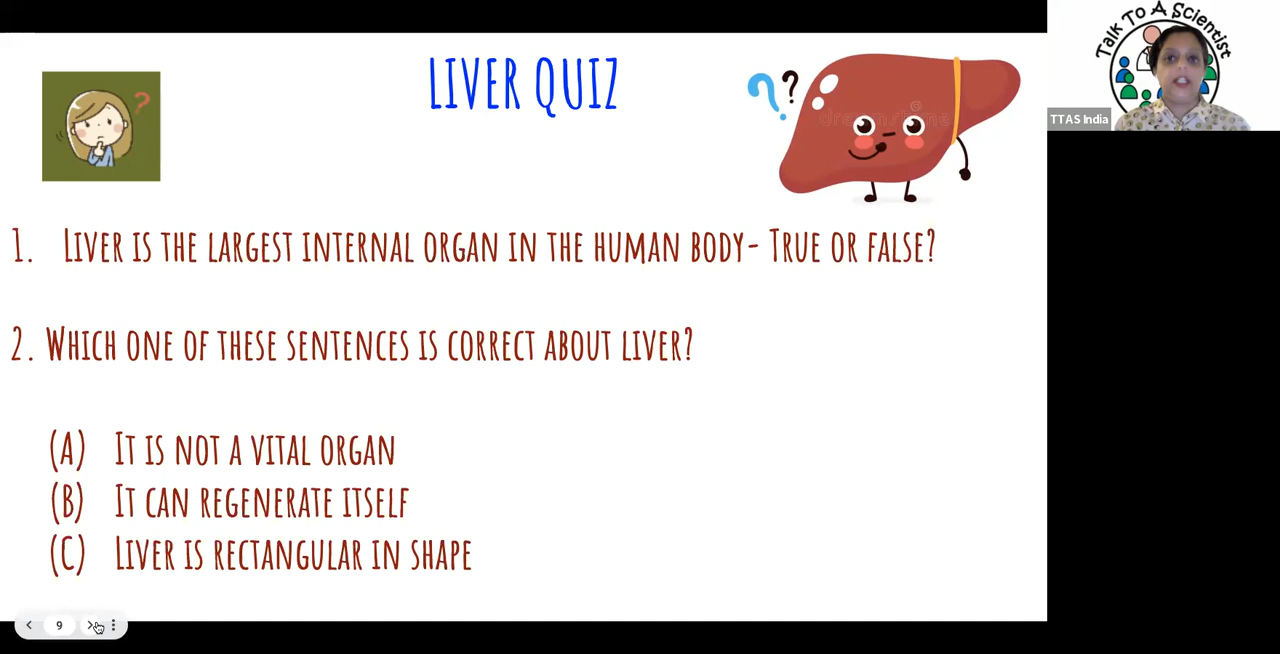 Talk To A Scientist
LIVER QUIZ
TTAS India
1. LIVER IS THE LARGEST INTERNAL ORGAN IN THE HUMAN BODY- TRUE OR FALSE?
2. WHICH ONE OF THESE SENTENCES IS CORRECT ABOUT LIVER?
(A) IT IS NOT A VITAL ORGAN
(B) IT CAN REGENERATE ITSELF
(C) LIVER IS RECTANGULAR IN SHAPE
9